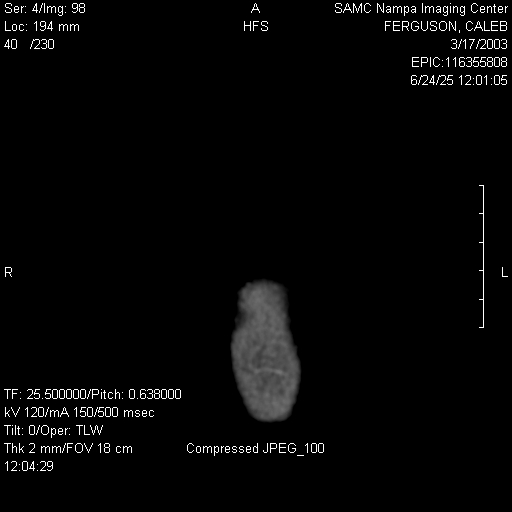 Ser: 4/Img: 98
Loc: 194 mm
40 /230
A
HFS
SAMC Nampa Imaging Center
FERGUSON, CALEB
3/17/2003
EPIC:116355808
6/24/25 12:01:05
R
L
TF: 25.500000/Pitch: 0.638000
kV 120/mA 150/500 msec
Tilt: 0/Oper: TLW
Thk 2 mm/FOV 18 cm
Compressed JPEG_100
12:04:29